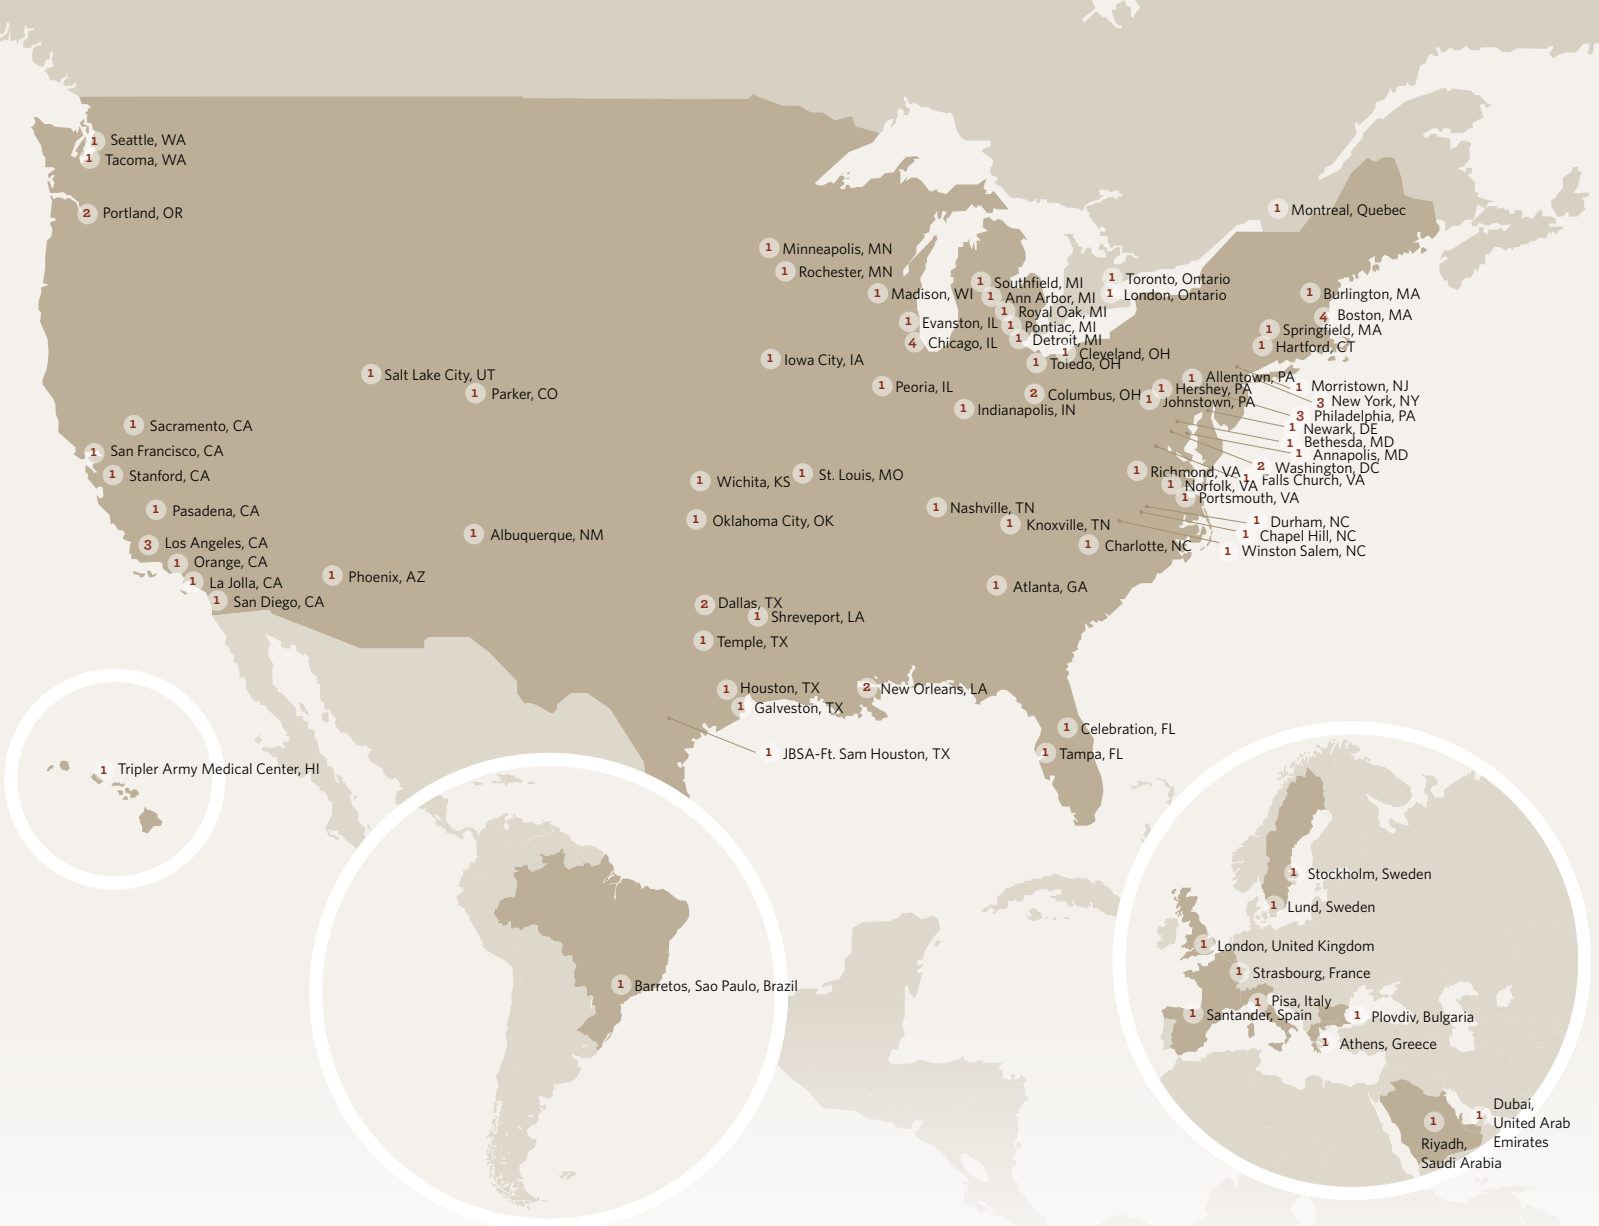 1 Seattle, WA
1 Tacoma, WA
2 Portland, OR
1 Montreal, Quebec
1 Minneapolis, MN
1 Rochester, MN
1 Madison, WI
1 Southfield, MI
1 Ann Arbor, MI
1 Royal Oak, MI
1 Pontiac, MI
1 Detroit, MI
1 Toronto, Ontario
1 London, Ontario
1 Burlington, MA
4 Boston, MA
1 Springfield, MA
1 Hartford, CT
1 Evanston, IL
4 Chicago, IL
1 Cleveland, OH
1 Toledo, OH
1 Iowa City, IA
1 Salt Lake City, UT
1 Parker, CO
1 Peoria, IL
1 Indianapolis, IN
2 Columbus, OH
1 Allentown, PA
1 Hershey, PA
1 Johnstown, PA
1 Morristown, NJ
3 New York, NY
3 Philadelphia, PA
1 Newark, DE
1 Bethesda, MD
1 Annapolis, MD
2 Washington, DC
1 Falls Church, VA
1 Richmond, VA
1 Norfolk, VA
1 Portsmouth, VA
1 Sacramento, CA
1 San Francisco, CA
1 Stanford, CA
1 Pasadena, CA
3 Los Angeles, CA
1 Orange, CA
1 La Jolla, CA
1 San Diego, CA
1 Phoenix, AZ
1 Albuquerque, NM
1 Wichita, KS
1 St. Louis, MO
1 Oklahoma City, OK
1 Nashville, TN
1 Knoxville, TN
1 Charlotte, NC
1 Durham, NC
1 Chapel Hill, NC
1 Winston Salem, NC
1 Atlanta, GA
2 Dallas, TX
1 Shreveport, LA
1 Temple, TX
1 Houston, TX
1 Galveston, TX
2 New Orleans, LA
1 JBSA-Ft. Sam Houston, TX
1 Celebration, FL
1 Tampa, FL
1 Tripler Army Medical Center, HI
1 Barretos, Sao Paulo, Brazil
1 Stockholm, Sweden
1 Lund, Sweden
1 London, United Kingdom
1 Strasbourg, France
1 Pisa, Italy
1 Santander, Spain
1 Plovdiv, Bulgaria
1 Athens, Greece
1 Dubai,
United Arab
Emirates
1
Riyadh,
Saudi Arabia